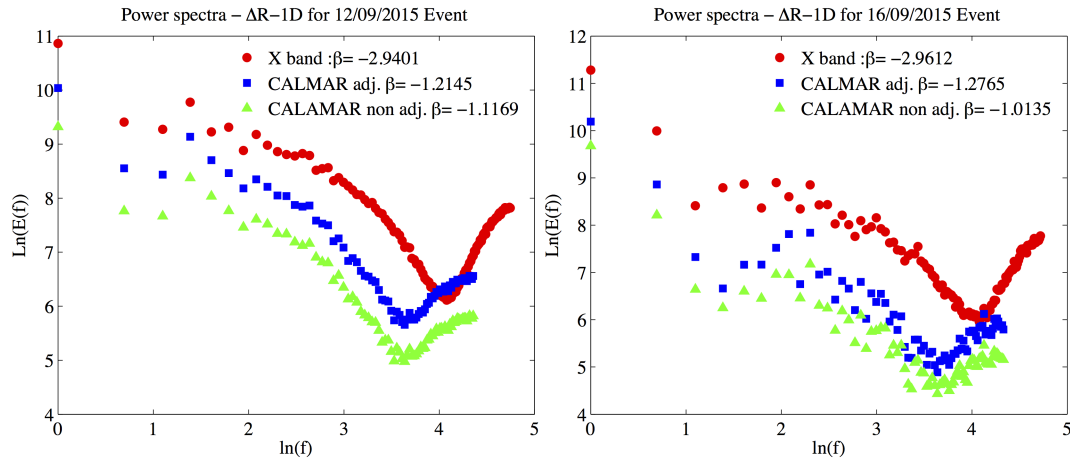 Power spectra − ΔR−1D for 12/09/2015 Event
11
10
9
8
7
6
5
4
Ln(E(f))
0
1
2
3
4
5
ln(f)
X band :β= −2.9401
CALMAR adj. β= −1.2145
CALAMAR non adj. β= −1.1169
Power spectra − ΔR−1D for 16/09/2015 Event
12
11
10
9
8
7
6
5
4
Ln(E(f))
0
1
2
3
4
5
ln(f)
X band :β= −2.9612
CALMAR adj. β= −1.2765
CALAMAR non adj. β= −1.0135